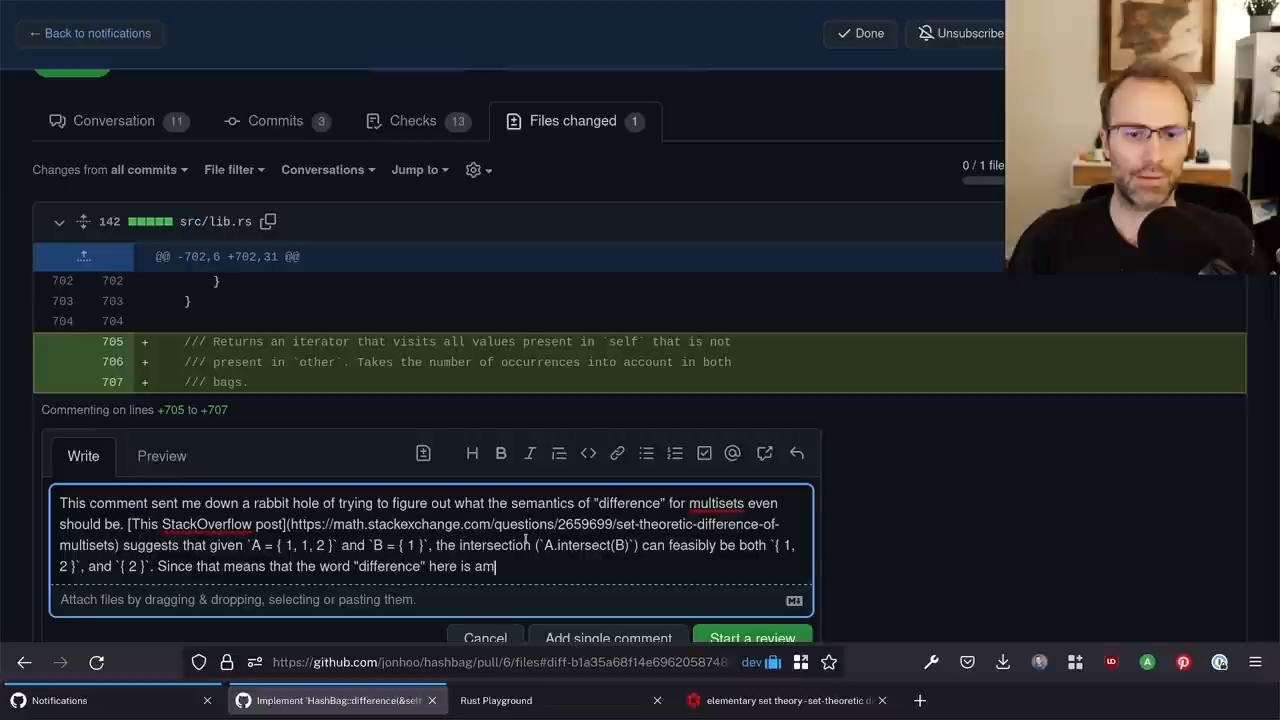 ← Back to notifications
Done
Unsubscribe
Conversation 11
Commits 3
Checks 13
Files changed 1
Changes from all commits
File filter
Conversations
Jump to
0 / 1 file
142
src/lib.rs
@@ -702,6 +702,31 @@
702 702 }
703 703 }
704 704
705 + /// Returns an iterator that visits all values present in `self` that is not
706 + /// present in `other`. Takes the number of occurrences into account in both
707 + /// bags.
Commenting on lines +705 to +707
Write
Preview
This comment sent me down a rabbit hole of trying to figure out what the semantics of "difference" for multisets even
should be. [This StackOverflow post](https://math.stackexchange.com/questions/2659699/set-theoretic-difference-of-
multisets) suggests that given `A = { 1, 1, 2 }` and `B = { 1 }`, the intersection (`A.intersect(B)`) can feasibly be both `{ 1,
2 }`, and `{ 2 }`. Since that means that the word "difference" here is am
Attach files by dragging & dropping, selecting or pasting them.
Cancel
Add single comment
Start a review
https://github.com/jonhoo/hashbag/pull/6/files#diff-b1a35a68f14e6962058748
dev
Notifications
Implement 'HashBag::difference(&self
Rust Playground
elementary set theory - set-theoretic di